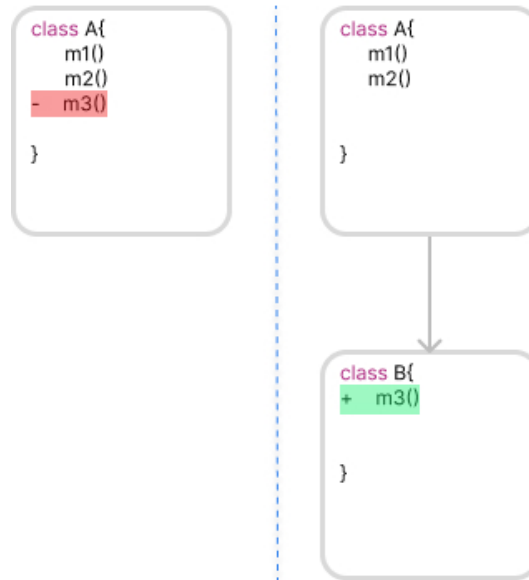 class A{
m1()
m2()
- m3()
}
class A{
m1()
m2()
}
class B{
+ m3()
}